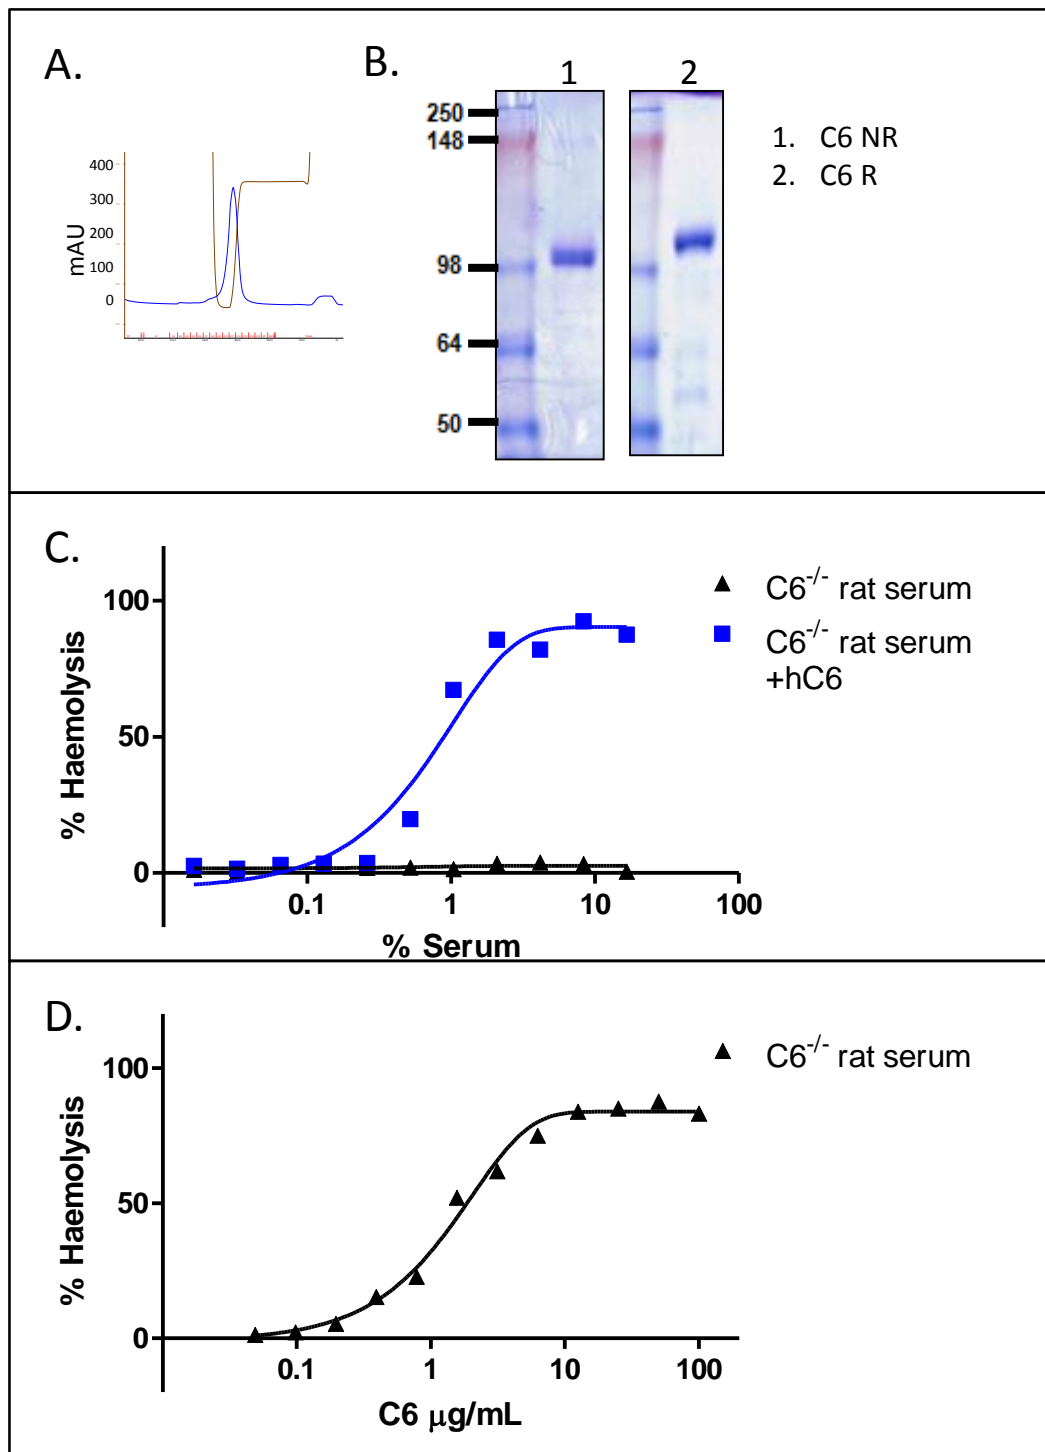 A.
400
300
200
100
0
mAU
B.
1
2
250
148
98
64
50
1. C6 NR
2. C6 R
C.
100
50
0
% Haemolysis
0.1
1
10
100
% Serum
C6-/- rat serum
C6-/- rat serum
+hC6
D.
100
50
0
% Haemolysis
0.1
1
10
100
C6 μg/mL
C6-/- rat serum